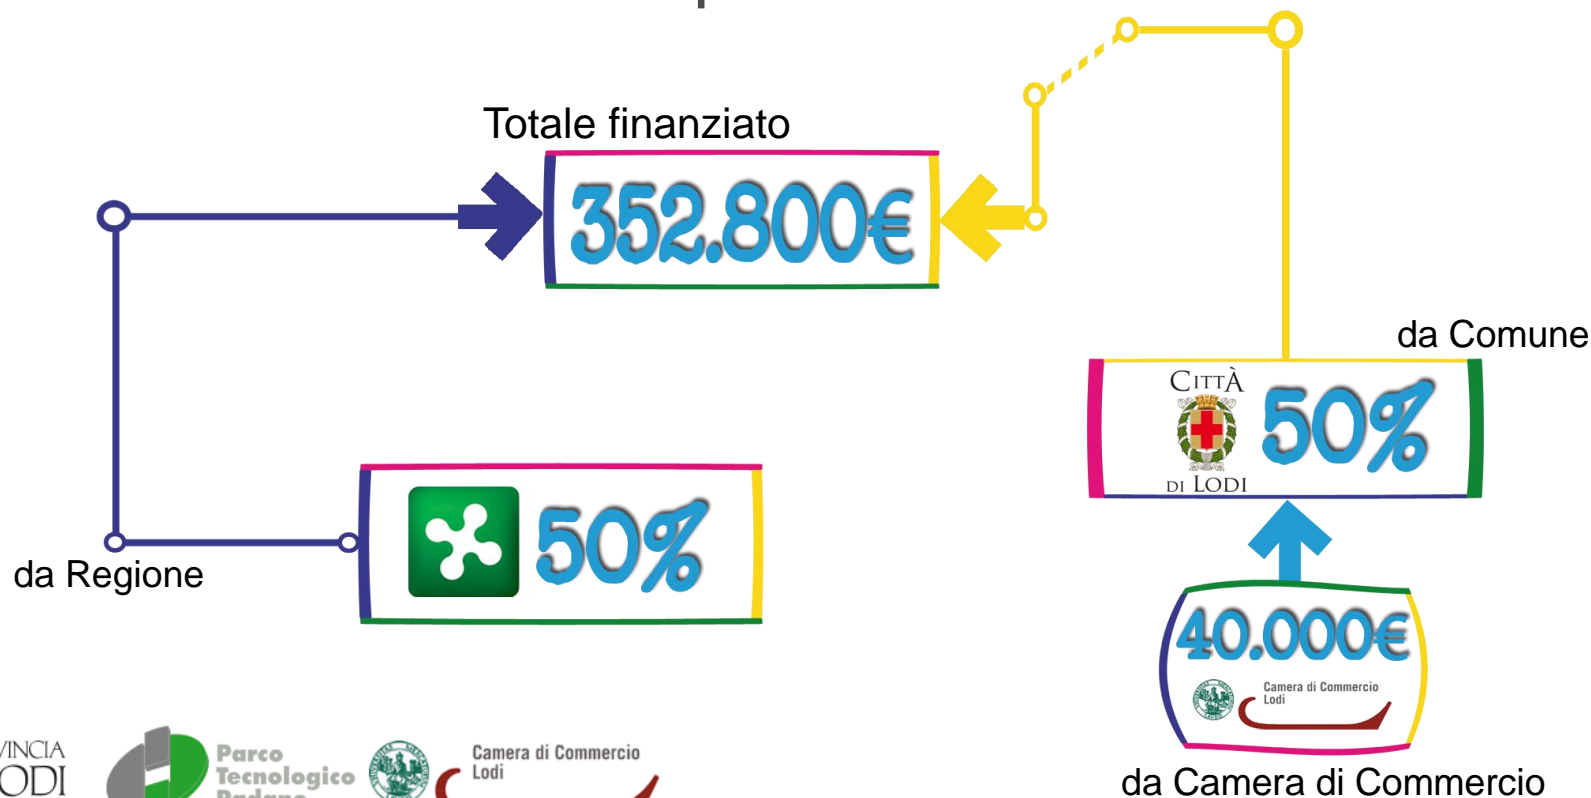 Totale finanziato
352.800€
da Comune
CITTÀ
50%
DI LODI
50%
da Regione
40.000€
Camera di Commercio
Lodi
da Camera di Commercio
Parco
Tecnologico
Padano
Camera di Commercio
Lodi